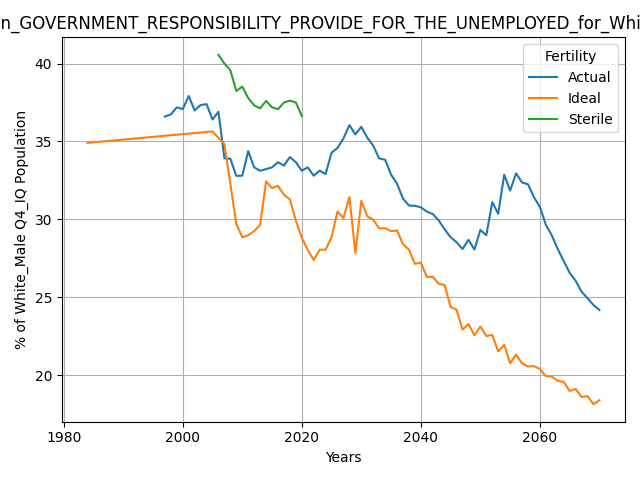 n_GOVERNMENT_RESPONSIBILITY_PROVIDE_FOR_THE_UNEMPLOYED_for_Whi
Fertility
Actual
Ideal
Sterile
% of White_Male Q4_IQ Population
40
35
30
25
20
1980
2000
2020
2040
2060
Years